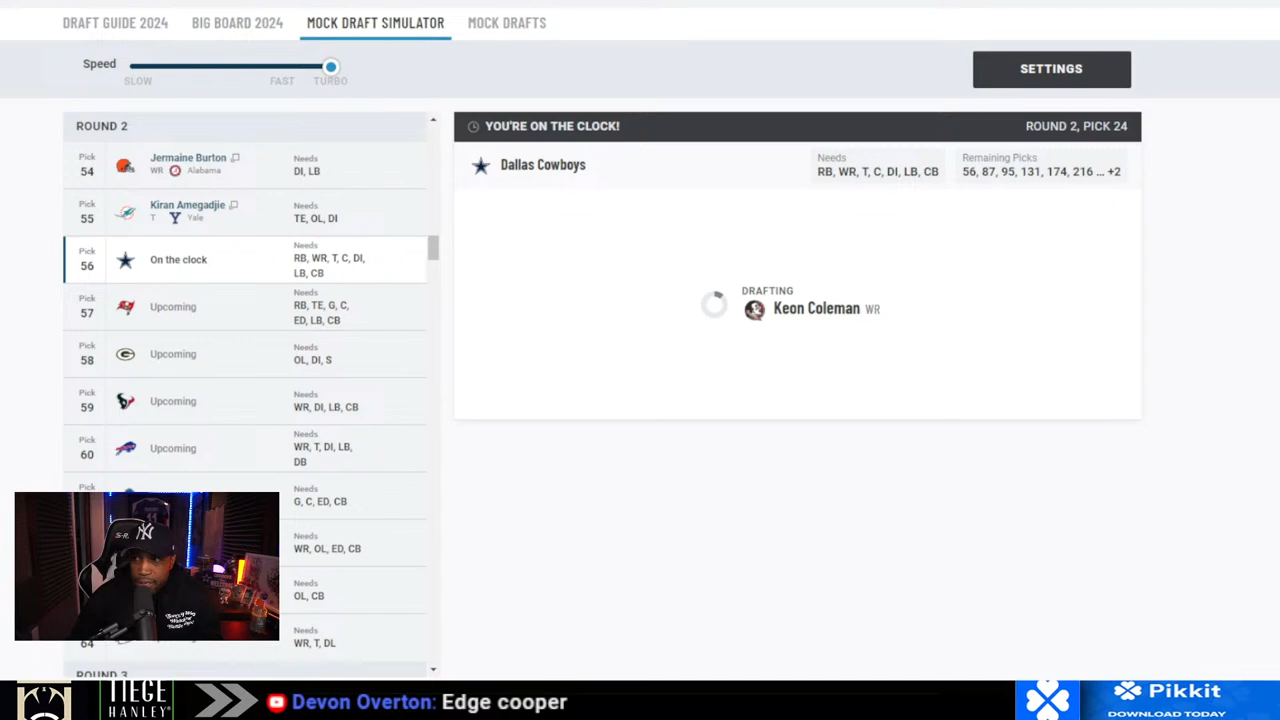 DRAFT GUIDE 2024
BIG BOARD 2024
MOCK DRAFT SIMULATOR
MOCK DRAFTS
Speed
SLOW
FAST
TURBO
SETTINGS
ROUND 2
Pick
54
Jermaine Burton
WR
Alabama
Needs
DI, LB
Pick
55
Kiran Amegadjie
T
Y
Yale
Needs
TE, OL, DI
Pick
56
On the clock
Needs
RB, WR, T, C, DI,
LB, CB
Pick
57
Upcoming
Needs
RB, TE, G, C,
ED, LB, CB
Pick
58
Upcoming
Needs
OL, DI, S
Pick
59
Upcoming
Needs
WR, DI, LB, CB
Pick
60
Upcoming
Needs
WR, T, DI, LB,
DB
Pick
Needs
G, C, ED, CB
Needs
WR, OL, ED, CB
Needs
OL, CB
64
Needs
WR, T, DL
ROUND 3
YOU'RE ON THE CLOCK!
ROUND 2, PICK 24
Dallas Cowboys
Needs
RB, WR, T, C, DI, LB, CB
Remaining Picks
56, 87, 95, 131, 174, 216 ... +2
DRAFTING
Keon Coleman WR
TIEGE
HANLEY
Devon Overton: Edge cooper
Pikkit
DOWNLOAD TODAY